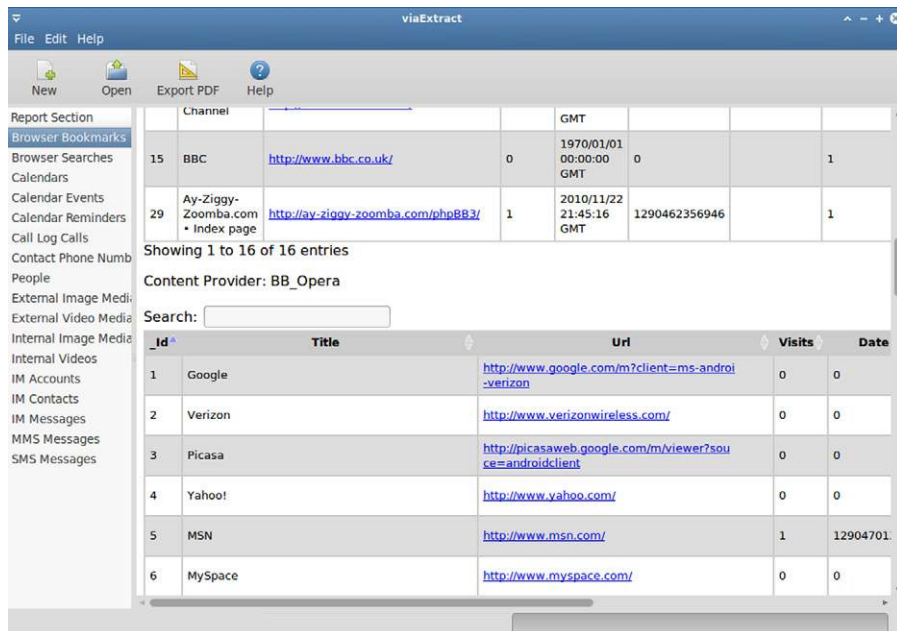 viaExtract
File Edit Help
New Open Export PDF Help
Report Section
Browser Bookmarks
Browser Searches
Calendars
Calendar Events
Calendar Reminders
Call Log Calls
Contact Phone Numb
People
External Image Media
External Video Media
Internal Image Media
Internal Videos
IM Accounts
IM Contacts
IM Messages
MMS Messages
SMS Messages
Channel GMT
15 BBC http://www.bbc.co.uk/ 0 1970/01/01 00:00:00 GMT 0 1
29 Ay-Ziggy-Zoomba.com • Index page http://ay-ziggy-zoomba.com/phpBB3/ 1 2010/11/22 21:45:16 GMT 1290462356946 1
Showing 1 to 16 of 16 entries
Content Provider: BB_Opera
Search:
_Id Title Url Visits Date
1 Google http://www.google.com/m?client=ms-androi-verizon 0 0
2 Verizon http://www.verizonwireless.com/ 0 0
3 Picasa http://picasaweb.google.com/m/viewer?source=androidclient 0 0
4 Yahoo! http://www.yahoo.com/ 0 0
5 MSN http://www.msn.com/ 1 12904701
6 MySpace http://www.myspace.com/ 0 0